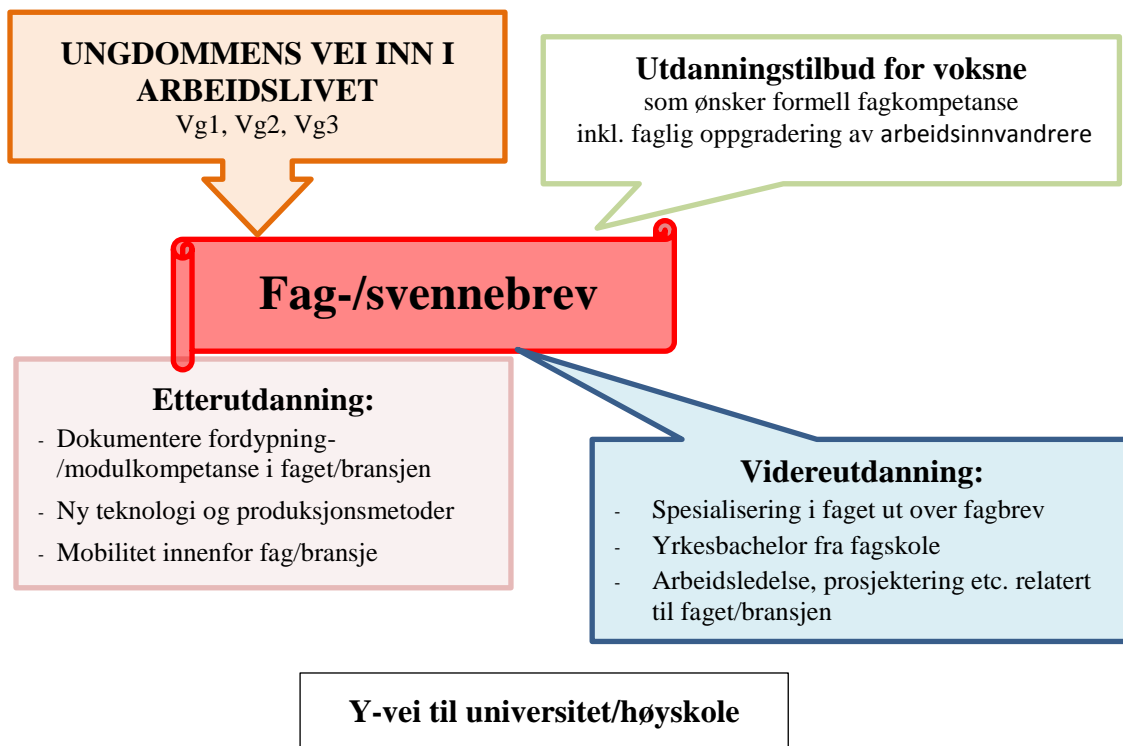 UNGDOMMENS VEI INN I
ARBEIDSLIVET
Vg1, Vg2, Vg3
Utdanningstilbud for voksne
som ønsker formell fagkompetanse
inkl. faglig oppgradering av arbeidsinnvandrere
Fag-/svennebrev
Etterutdanning:
- Dokumentere fordypning-
/modulkompetanse i faget/bransjen
- Ny teknologi og produksjonsmetoder
- Mobilitet innenfor fag/bransje
Videreutdanning:
- Spesialisering i faget ut over fagbrev
- Yrkesbachelor fra fagskole
- Arbeidsledelse, prosjektering etc. relatert
til faget/bransjen
Y-vei til universitet/høyskole